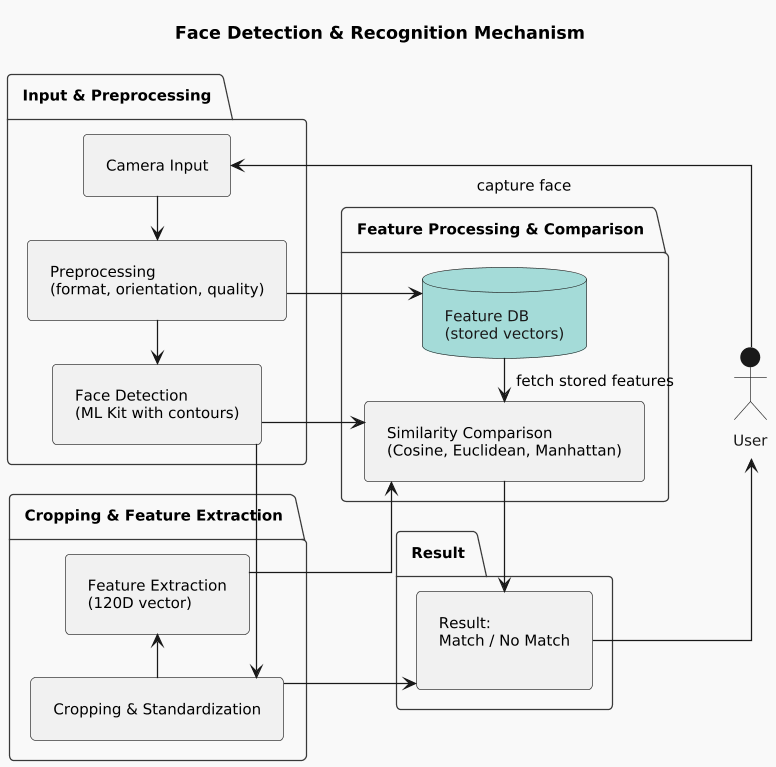 Face Detection & Recognition Mechanism
Input & Preprocessing
Camera Input
capture face
Preprocessing
(format, orientation, quality)
Face Detection
(ML Kit with contours)
Feature Processing & Comparison
Feature DB
(stored vectors)
fetch stored features
Similarity Comparison
(Cosine, Euclidean, Manhattan)
User
Cropping & Feature Extraction
Feature Extraction
(120D vector)
Cropping & Standardization
Result
Result:
Match / No Match